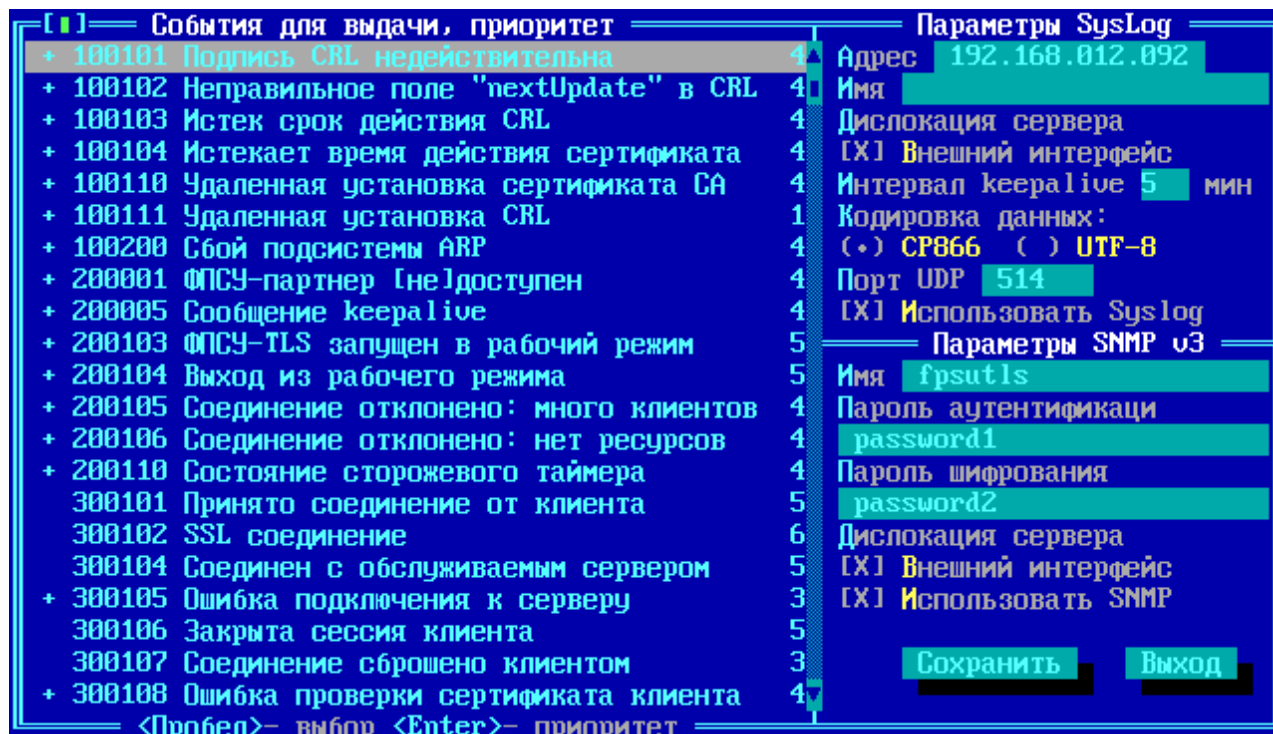 [▮] События для выдачи, приоритет
+ 100101 Подпись CRL недействительна 4
+ 100102 Неправильное поле "nextUpdate" в CRL 4
+ 100103 Истек срок действия CRL 4
+ 100104 Истекает время действия сертификата 4
+ 100110 Удаленная установка сертификата CA 4
+ 100111 Удаленная установка CRL 1
+ 100200 Сбой подсистемы ARP 4
+ 200001 ФПСУ-партнер [не]доступен 4
+ 200005 Сообщение keepalive 4
+ 200103 ФПСУ-TLS запущен в рабочий режим 5
+ 200104 Выход из рабочего режима 5
+ 200105 Соединение отклонено: много клиентов 4
+ 200106 Соединение отклонено: нет ресурсов 4
+ 200110 Состояние сторожевого таймера 4
300101 Принято соединение от клиента 5
300102 SSL соединение 6
300104 Соединен с обслуживаемым сервером 5
+ 300105 Ошибка подключения к серверу 3
300106 Закрыта сессия клиента 5
300107 Соединение сброшено клиентом 3
+ 300108 Ошибка проверки сертификата клиента 4
<Пробел>- выбор <Enter>- приоритет
Параметры SysLog
Адрес 192.168.012.092
Имя
Дислокация сервера
[X] Внешний интерфейс
Интервал keepalive 5 мин
Кодировка данных:
(•) CP866 ( ) UTF-8
Порт UDP 514
[X] Использовать Syslog
Параметры SNMP v3
Имя fpsutls
Пароль аутентификаци
password1
Пароль шифрования
password2
Дислокация сервера
[X] Внешний интерфейс
[X] Использовать SNMP
Сохранить Выход